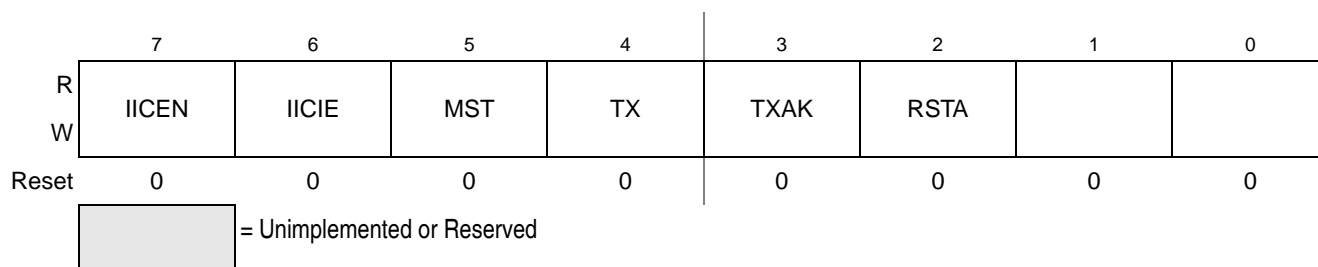 7 6 5 4 3 2 1 0
R
IICEN IICIE MST TX TXAK RSTA
W
Reset 0 0 0 0 0 0 0 0
= Unimplemented or Reserved